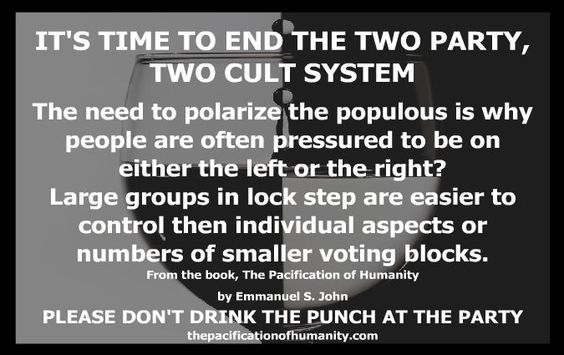 IT'S TIME TO END THE TWO PARTY,
TWO CULT SYSTEM
The need to polarize the populous is why
people are often pressured to be on
either the left or the right?
Large groups in lock step are easier to
control then individual aspects or
numbers of smaller voting blocks.
From the book, The Pacification of Humanity
by Emmanuel S. John
PLEASE DON'T DRINK THE PUNCH AT THE PARTY
thepacificationofhumanity.com